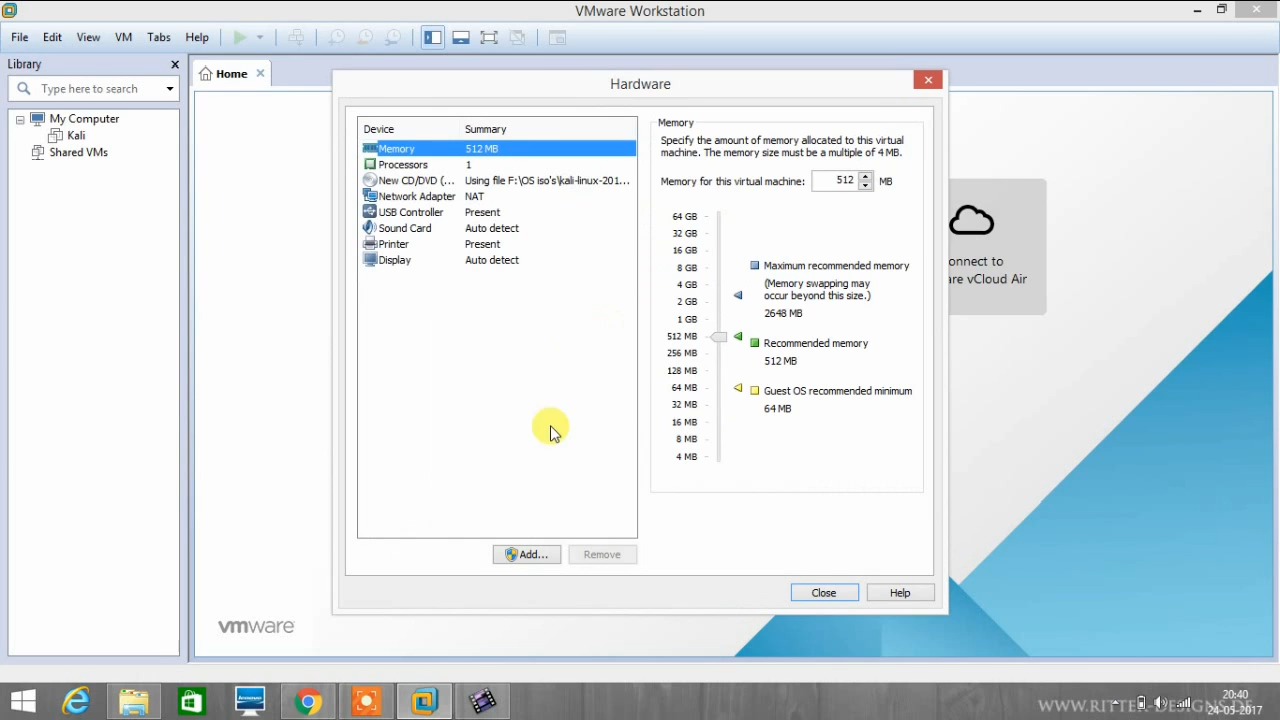 VMware Workstation
File Edit View VM Tabs Help
Library
Type here to search
My Computer
Kali
Shared VMs
Home
Hardware
Device Summary
Memory 512 MB
Processors 1
New CD/DVD (... Using file F:\OS iso's\kali-linux-201...
Network Adapter NAT
USB Controller Present
Sound Card Auto detect
Printer Present
Display Auto detect
Add... Remove
Memory
Specify the amount of memory allocated to this virtual
machine. The memory size must be a multiple of 4 MB.
Memory for this virtual machine: 512 MB
64 GB
32 GB
16 GB
8 GB
4 GB
2 GB
1 GB
512 MB
256 MB
128 MB
64 MB
32 MB
16 MB
8 MB
4 MB
Maximum recommended memory
(Memory swapping may
occur beyond this size.)
2648 MB
Recommended memory
512 MB
Guest OS recommended minimum
64 MB
Close Help
onnect to
are vCloud Air
vmware
Lenovo
20:40
24-05-2017